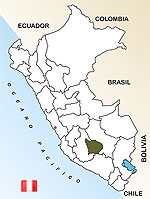 COLOMBIA
ECUADOR
BRASIL
OCEANO PACIFICO
BOLIVIA
CHILE